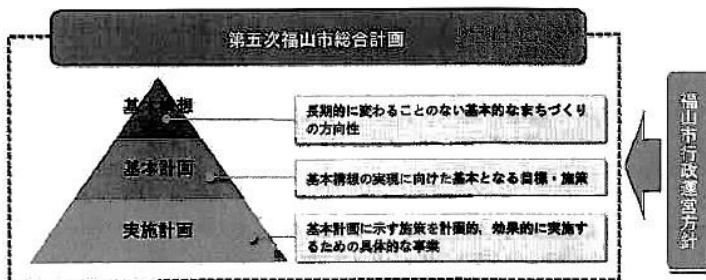 第五次福山市総合計画
基本構想
長期的に変わることのない基本的なまちづくり
の方向性
基本計画
基本構想の実現に向けた基本となる目標・施策
実施計画
基本計画に示す施策を計画的，効果的に実施す
るための具体的な事業
福山市行政運営方針